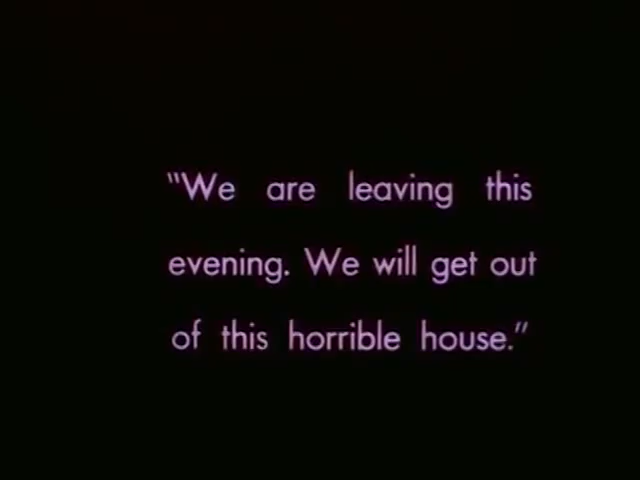 "We are leaving this
evening. We will get out
of this horrible house."